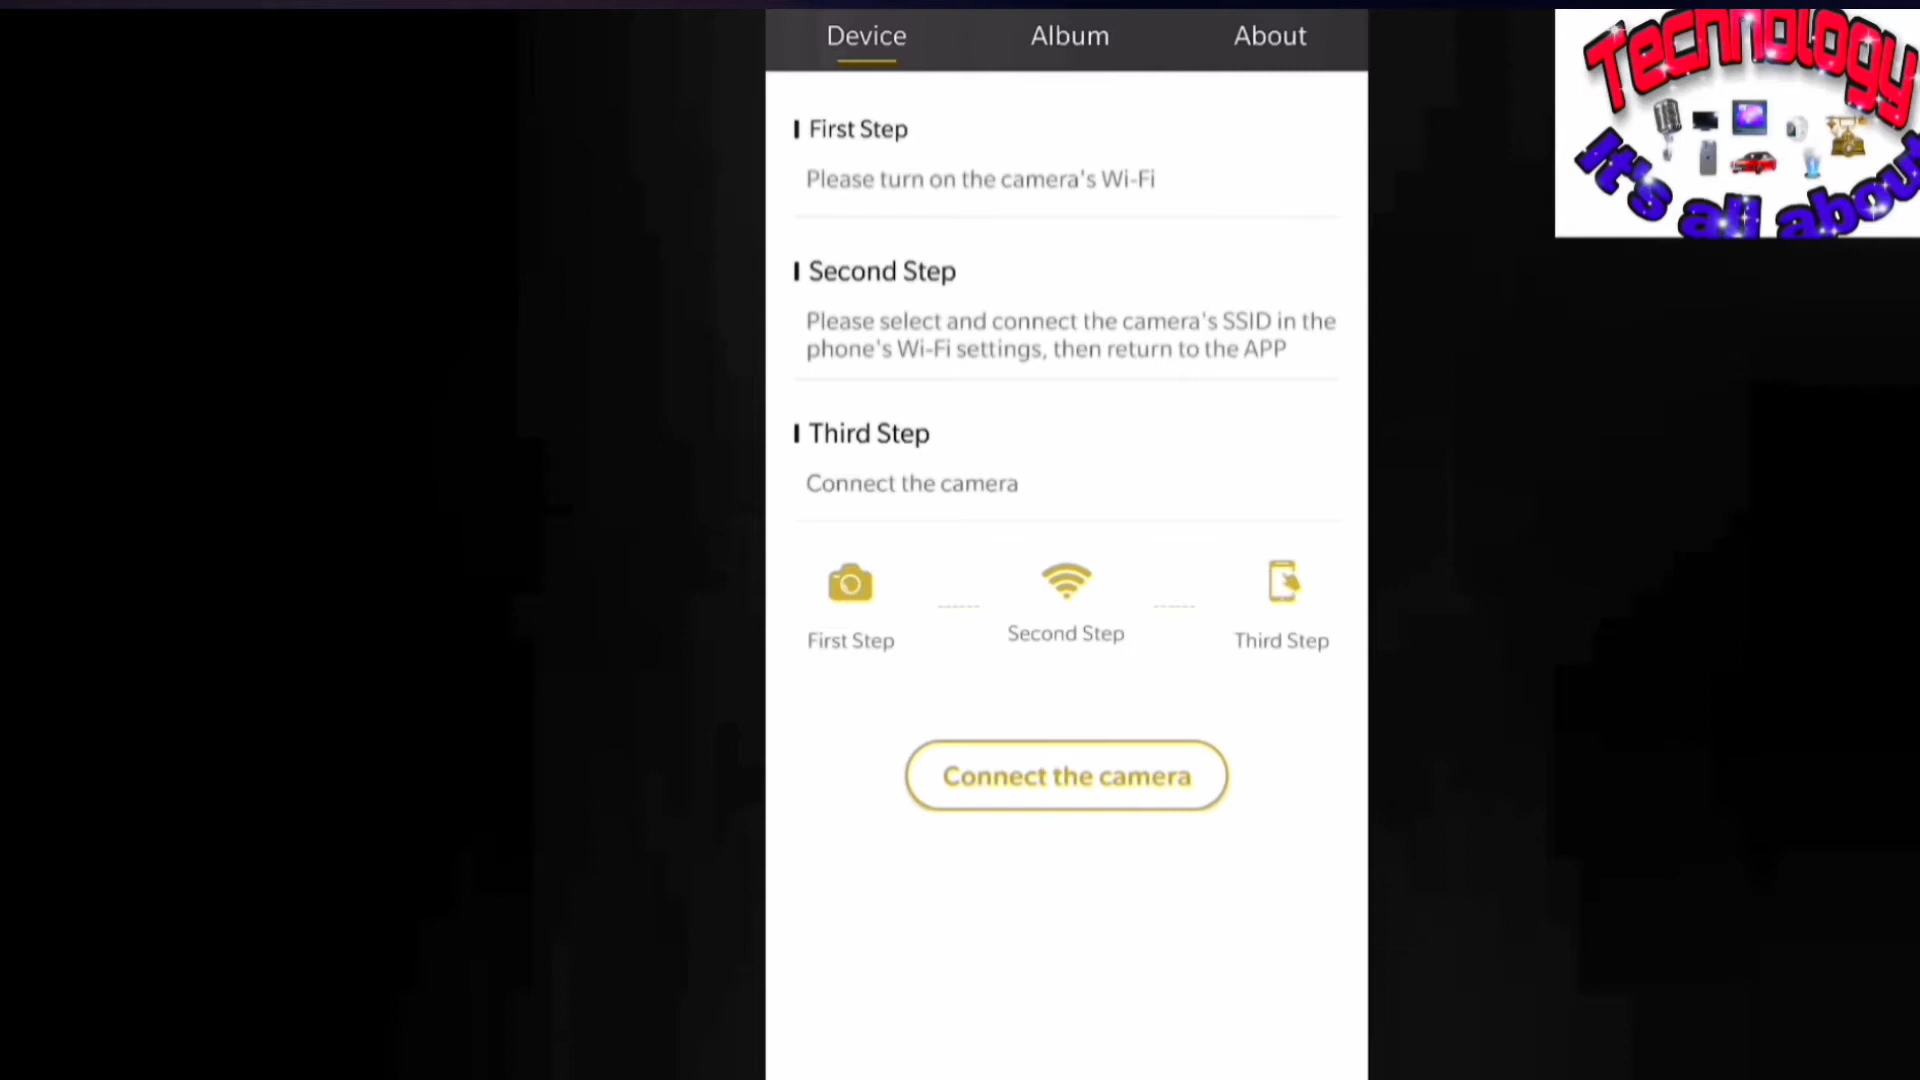 Device Album About
First Step
Please turn on the camera's Wi-Fi
Second Step
Please select and connect the camera's SSID in the
phone's Wi-Fi settings, then return to the APP
Third Step
Connect the camera
First Step Second Step Third Step
Connect the camera
Technology
It's all about